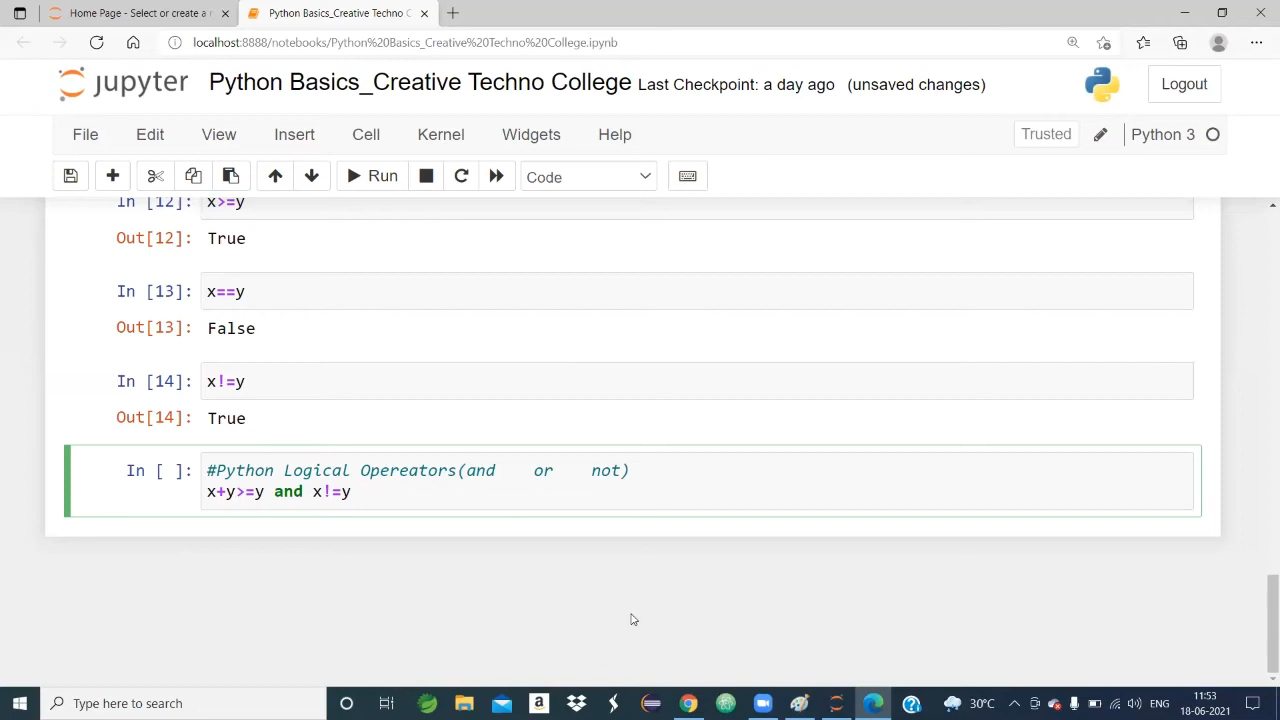 Home Page - Select or create a n
Python Basics_Creative Techno C
localhost:8888/notebooks/Python%20Basics_Creative%20Techno%20College.ipynb
jupyter Python Basics_Creative Techno College Last Checkpoint: a day ago (unsaved changes) Logout
File Edit View Insert Cell Kernel Widgets Help Trusted Python 3
Run Code
In [12]: x>=y
Out[12]: True
In [13]: x==y
Out[13]: False
In [14]: x!=y
Out[14]: True
In [ ]: #Python Logical Opereators(and or not)
x+y>=y and x!=y
Type here to search
30°C ENG
11:53
18-06-2021